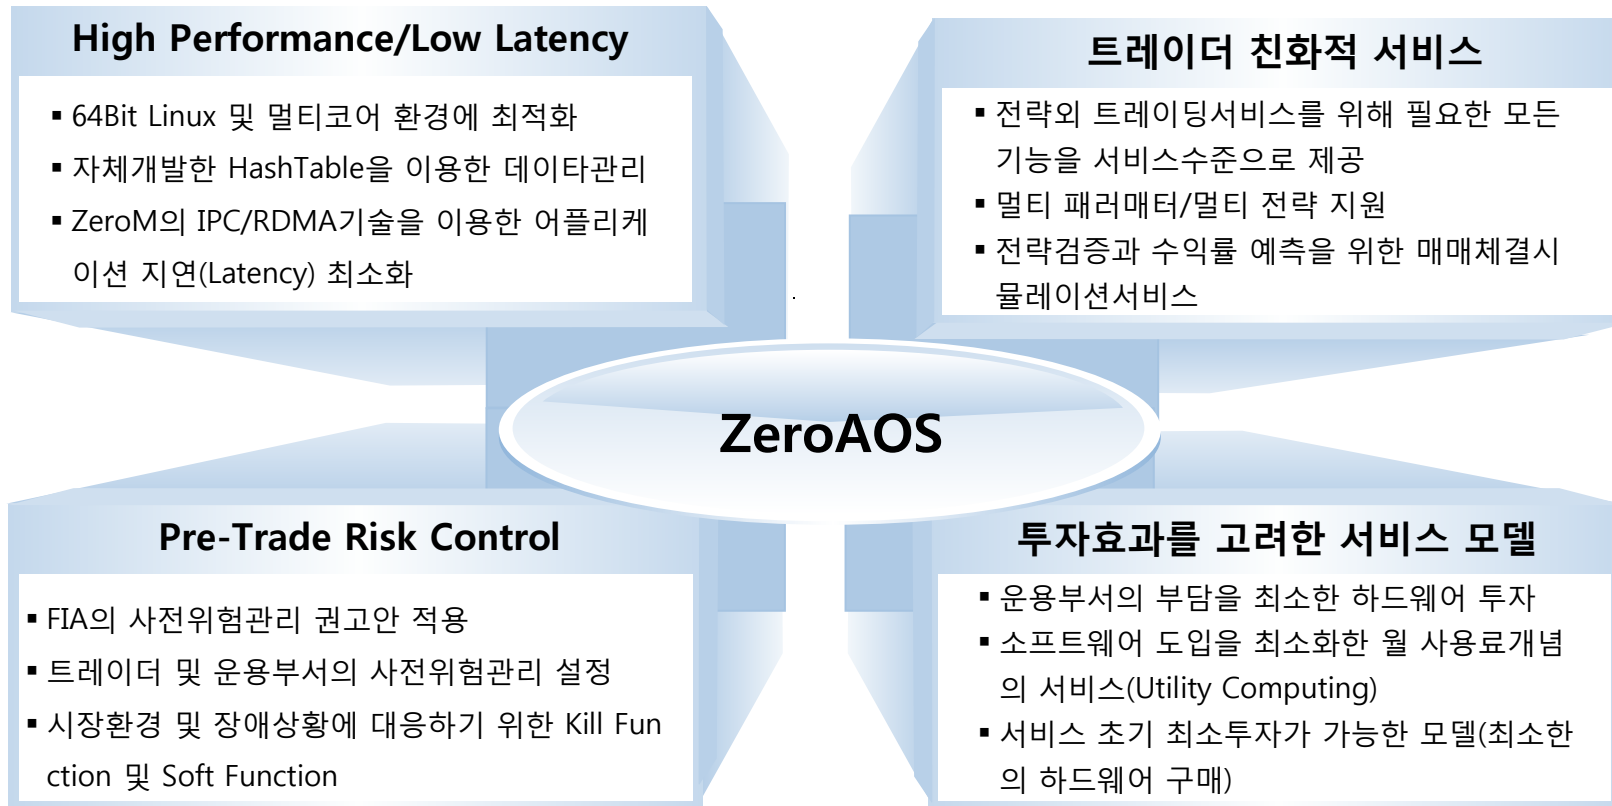 High Performance/Low Latency
▪ 64Bit Linux 및 멀티코어 환경에 최적화
▪ 자체개발한 HashTable을 이용한 데이타관리
▪ ZeroM의 IPC/RDMA기술을 이용한 어플리케
이션 지연(Latency) 최소화
트레이더 친화적 서비스
▪ 전략외 트레이딩서비스를 위해 필요한 모든
기능을 서비스수준으로 제공
▪ 멀티 패러매터/멀티 전략 지원
▪ 전략검증과 수익률 예측을 위한 매매체결시
뮬레이션서비스
.
ZeroAOS
Pre-Trade Risk Control
▪ FIA의 사전위험관리 권고안 적용
▪ 트레이더 및 운용부서의 사전위험관리 설정
▪ 시장환경 및 장애상황에 대응하기 위한 Kill Fun
ction 및 Soft Function
투자효과를 고려한 서비스 모델
▪ 운용부서의 부담을 최소한 하드웨어 투자
▪ 소프트웨어 도입을 최소화한 월 사용료개념
의 서비스(Utility Computing)
▪ 서비스 초기 최소투자가 가능한 모델(최소한
의 하드웨어 구매)